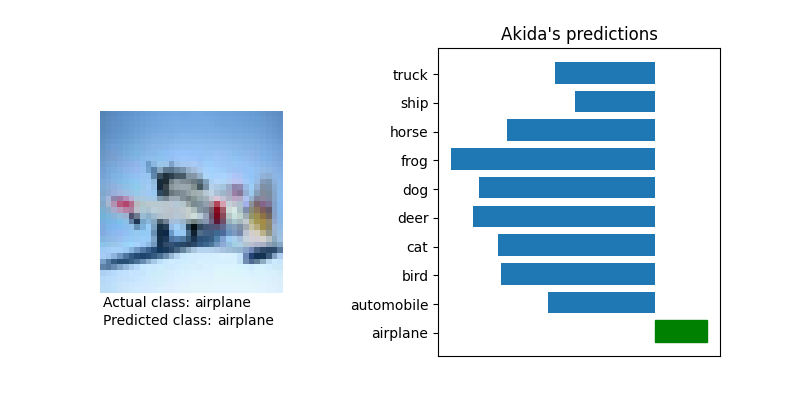 Akida's predictions
truck
ship
horse
frog
dog
deer
cat
bird
automobile
airplane
Actual class: airplane
Predicted class: airplane